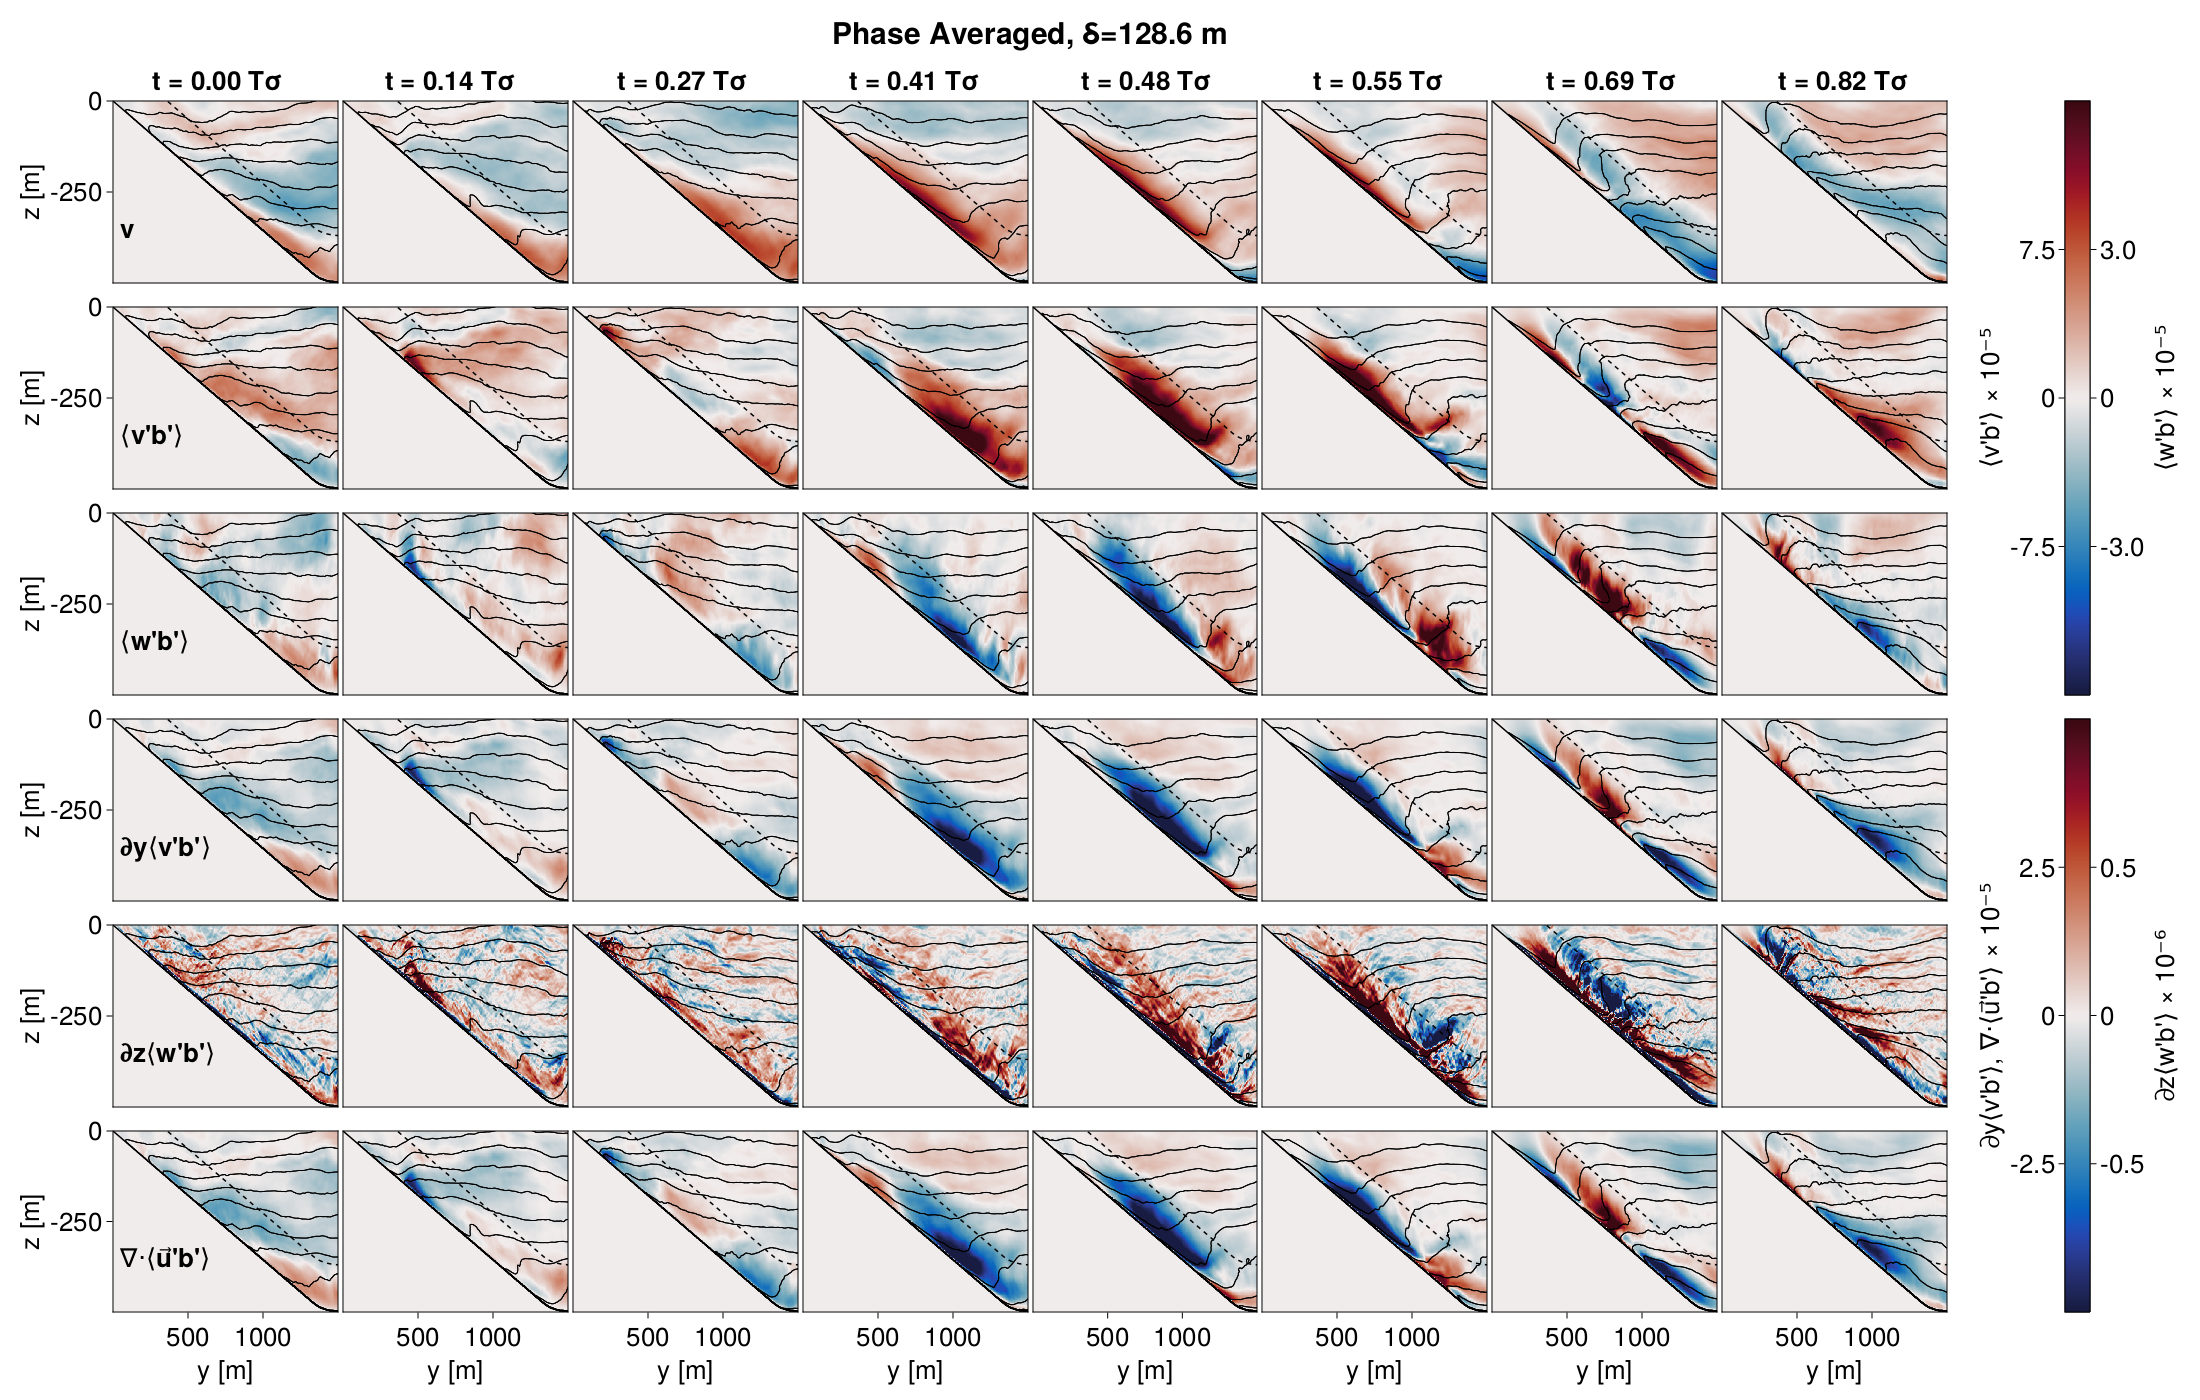 Phase Averaged, δ=128.6 m
t = 0.00 Tσ
t = 0.14 Tσ
t = 0.27 Tσ
t = 0.41 Tσ
t = 0.48 Tσ
t = 0.55 Tσ
t = 0.69 Tσ
t = 0.82 Tσ
0
-250
z [m]
v
0
-250
z [m]
⟨v'b'⟩
0
-250
z [m]
⟨w'b'⟩
0
-250
z [m]
∂y⟨v'b'⟩
0
-250
z [m]
∂z⟨w'b'⟩
0
-250
z [m]
∇·⟨u⃗'b'⟩
500 1000
500 1000
500 1000
500 1000
500 1000
500 1000
500 1000
500 1000
y [m]
y [m]
y [m]
y [m]
y [m]
y [m]
y [m]
y [m]
7.5
0
-7.5
⟨v'b'⟩ × 10⁻⁵
3.0
0
-3.0
⟨w'b'⟩ × 10⁻⁵
2.5
0
-2.5
∂y⟨v'b'⟩, ∇·⟨u⃗'b'⟩ × 10⁻⁵
0.5
0
-0.5
∂z⟨w'b'⟩ × 10⁻⁶